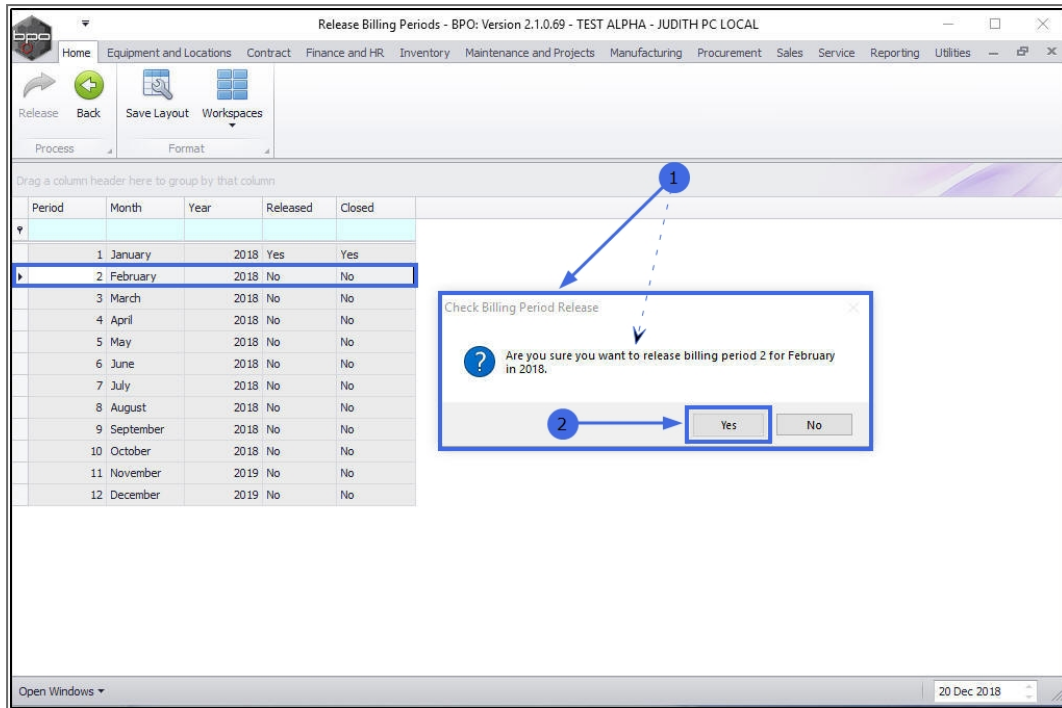 Release Billing Periods - BPO: Version 2.1.0.69 - TEST ALPHA - JUDITH PC LOCAL
bpo
Home Equipment and Locations Contract Finance and HR Inventory Maintenance and Projects Manufacturing Procurement Sales Service Reporting Utilities
Release Back Save Layout Workspaces
Process Format
Drag a column header here to group by that column
1
Period Month Year Released Closed
1 January 2018 Yes Yes
2 February 2018 No No
3 March 2018 No No
4 April 2018 No No
5 May 2018 No No
6 June 2018 No No
7 July 2018 No No
8 August 2018 No No
9 September 2018 No No
10 October 2018 No No
11 November 2019 No No
12 December 2019 No No
Check Billing Period Release
Are you sure you want to release billing period 2 for February
in 2018.
2 Yes No
Open Windows 20 Dec 2018